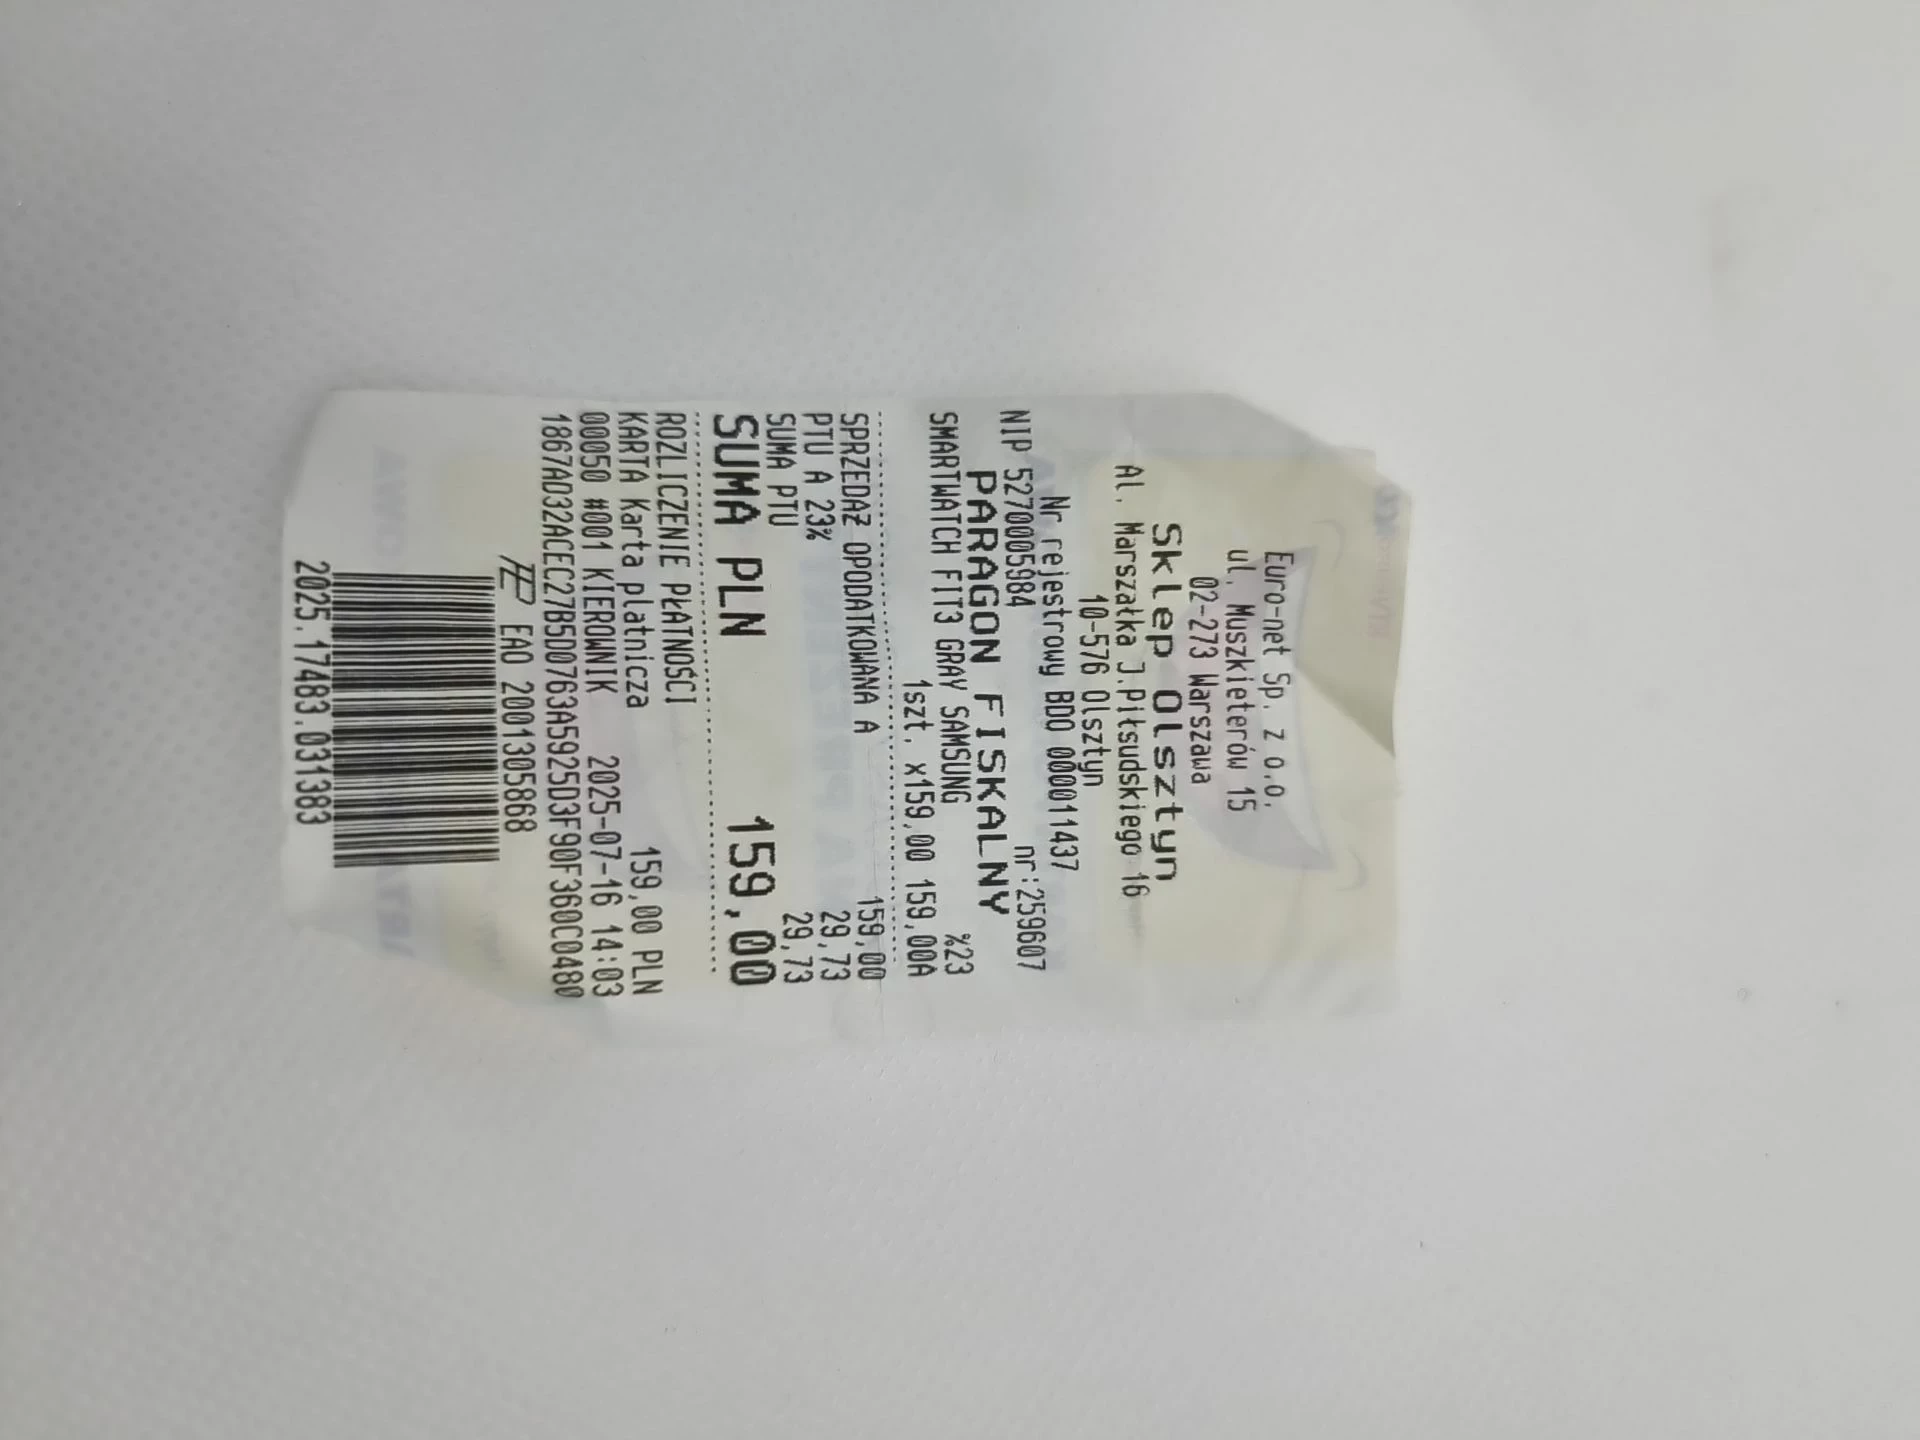 Euro-net Sp. z o.o.
ul. Muszkieterów 15
02-273 Warszawa
Sklep Olsztyn
Al. Marszałka J.Piłsudskiego 16
10-576 Olsztyn
Nr rejestrowy BDO 000011437
NIP 5270005984 nr:259607
PARAGON FISKALNY
SMARTWATCH FIT3 GRAY SAMSUNG %23
1szt. x159,00 159,00A
SPRZEDAŻ OPODATKOWANA A 159,00
PTU A 23% 29,73
SUMA PTU 29,73
SUMA PLN 159,00
ROZLICZENIE PŁATNOŚCI
KARTA Karta płatnicza 159,00 PLN
00050 #001 KIEROWNIK 2025-07-16 14:03
1867AD32ACEC27B5D0763A5925D3F90F360C0480
EAO 2001305868
2025.17483.031383